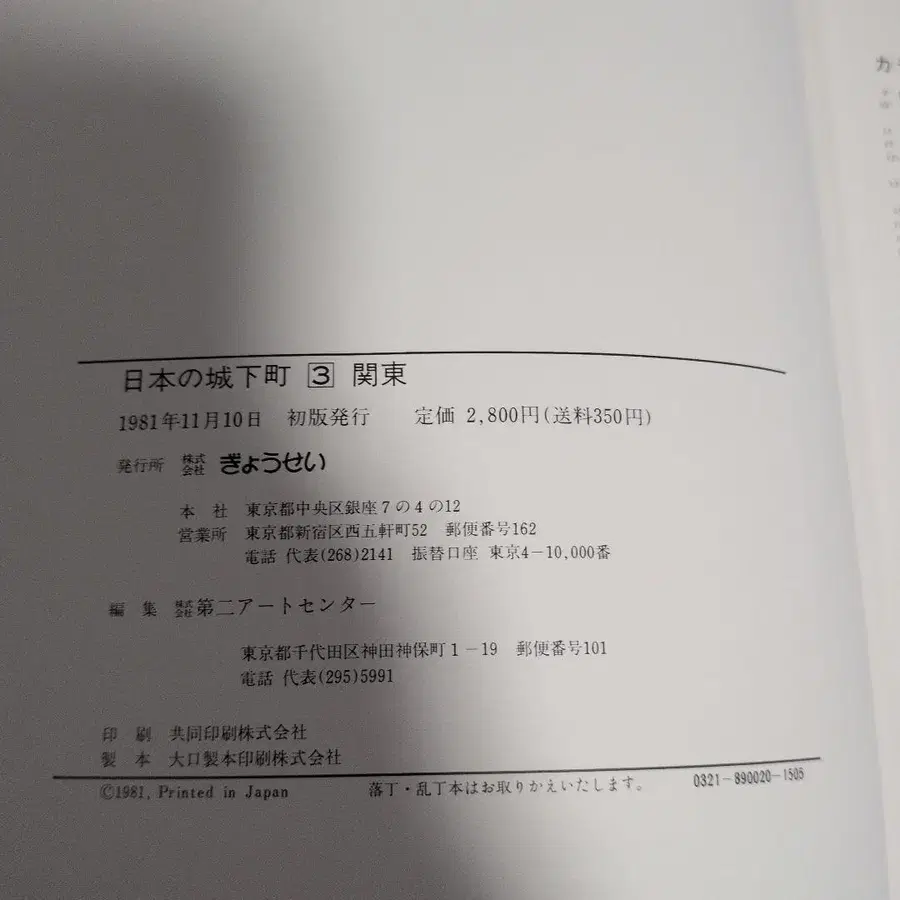 日本の城下町 3 関東
1981年11月10日 初版発行 定価 2,800円(送料350円)
発行所 株式会社 ぎょうせい
本 社 東京都中央区銀座7の4の12
営業所 東京都新宿区西五軒町52 郵便番号162
電話 代表(268)2141 振替口座 東京4-10,000番
編 集 株式会社 第二アートセンター
東京都千代田区神田神保町1-19 郵便番号101
電話 代表(295)5991
印 刷 共同印刷株式会社
製 本 大口製本印刷株式会社
©1981, Printed in Japan 落丁・乱丁本はお取りかえいたします。 0321-890020-1505